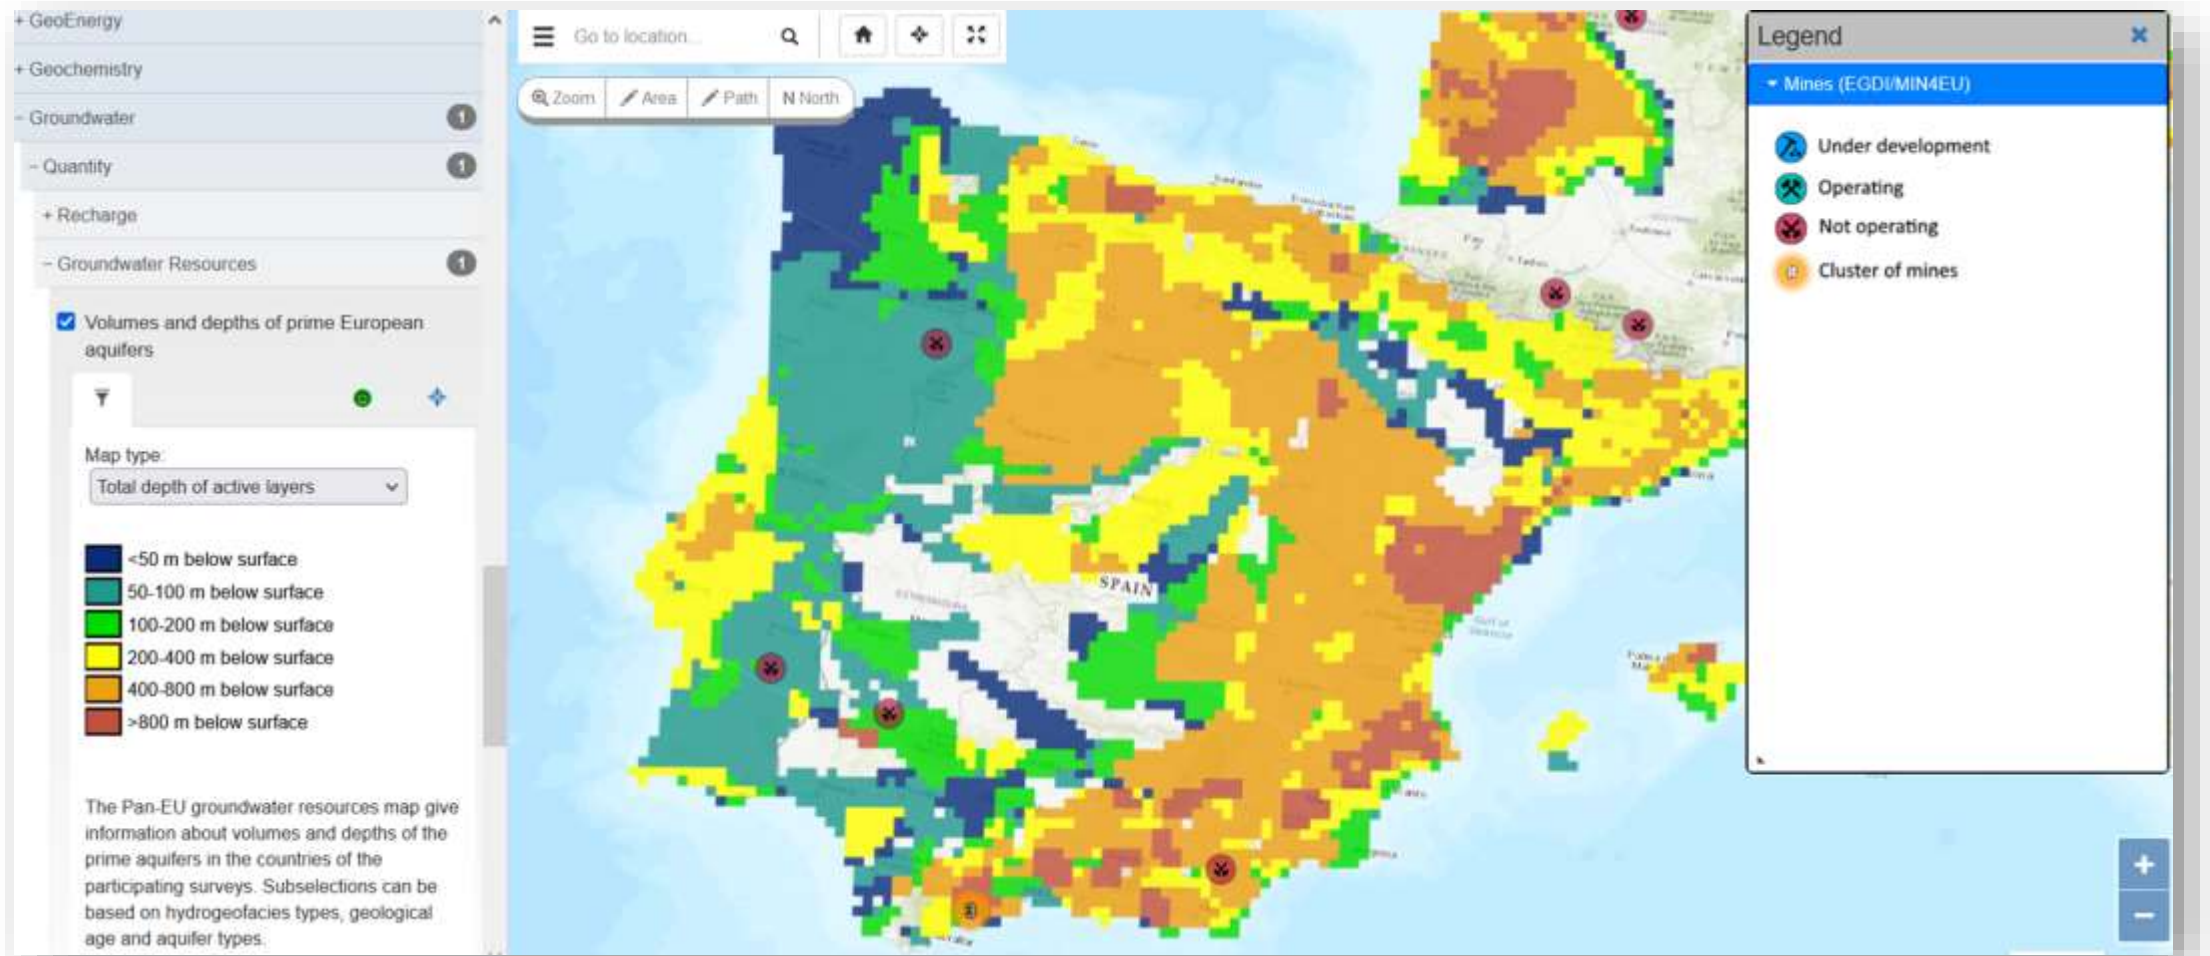 + GeoEnergy
+ Geochemistry
− Groundwater 1
− Quantity 1
+ Recharge
− Groundwater Resources 1
Volumes and depths of prime European
aquifers
Map type:
Total depth of active layers
<50 m below surface
50-100 m below surface
100-200 m below surface
200-400 m below surface
400-800 m below surface
>800 m below surface
The Pan-EU groundwater resources map give
information about volumes and depths of the
prime aquifers in the countries of the
participating surveys. Subselections can be
based on hydrogeofacies types, geological
age and aquifer types.
Go to location...
Zoom Area Path N North
SPAIN
Legend
Mines (EGDI/MIN4EU)
Under development
Operating
Not operating
Cluster of mines
+
−